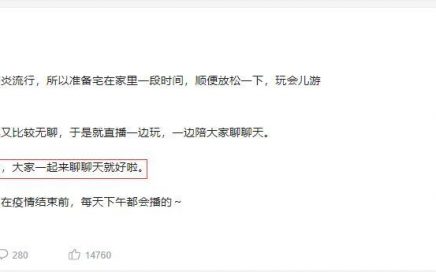 炎流行，所以准备宅在家里一段时间，顺便放松一下，玩会儿游
又比较无聊，于是就直播一边玩，一边陪大家聊聊天。
，大家一起来聊聊天就好啦。
在疫情结束前，每天下午都会播的～
280 14760